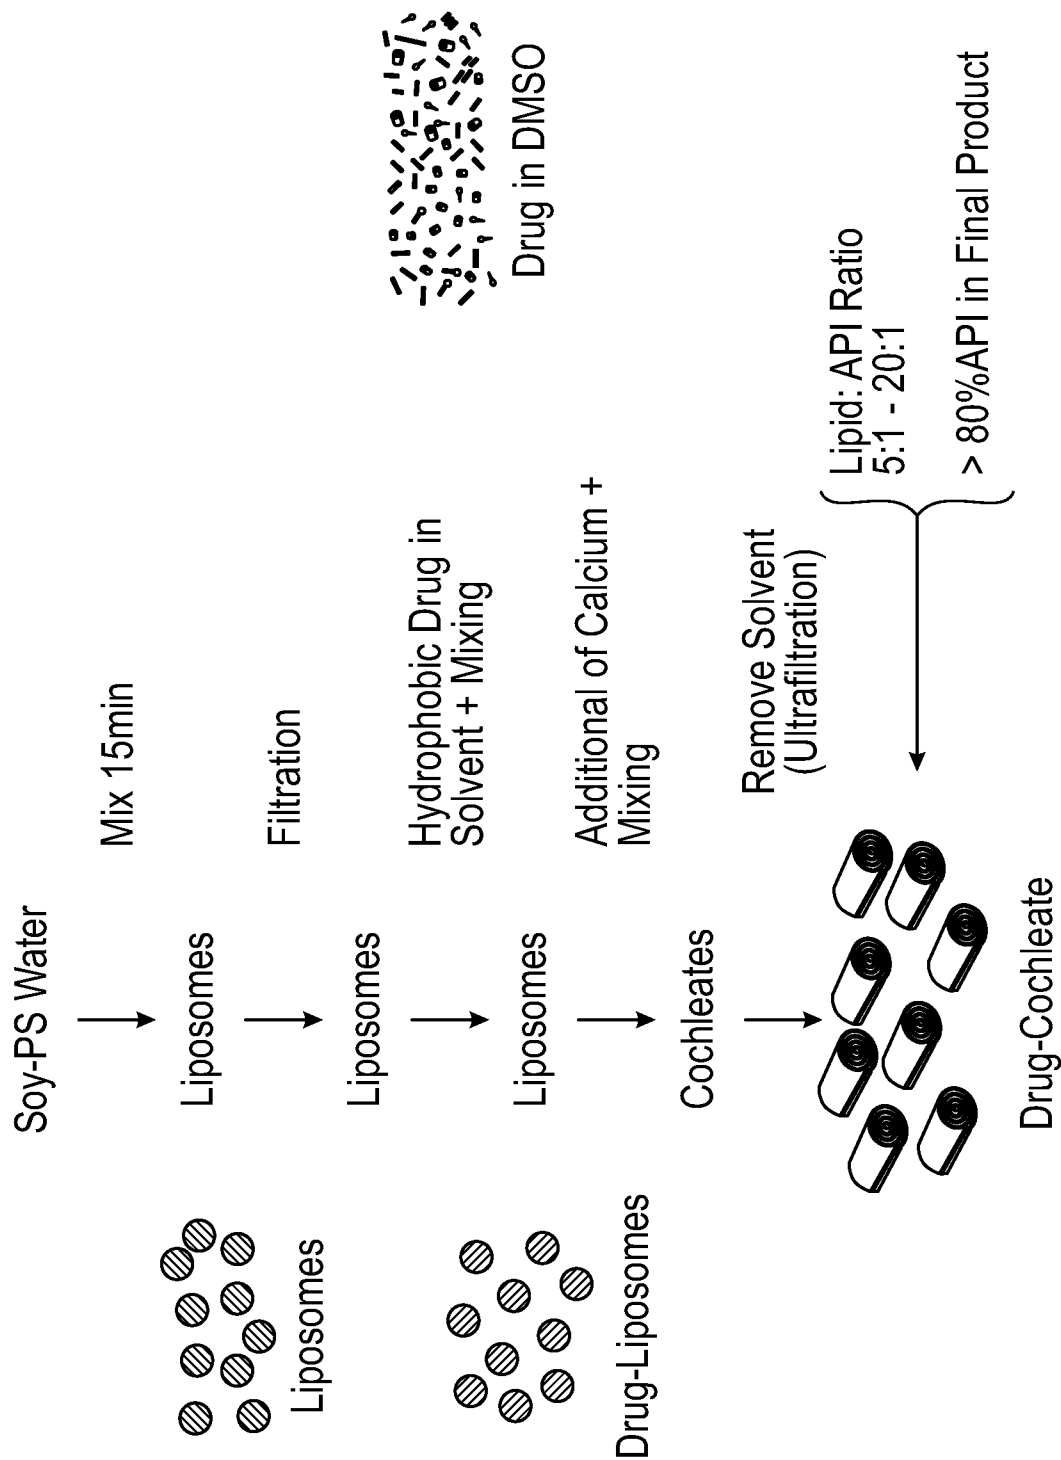 Soy-PS Water
Mix 15min
Liposomes
Liposomes
Filtration
Liposomes
Hydrophobic Drug in
Solvent + Mixing
Drug in DMSO
Liposomes
Drug-Liposomes
Additional of Calcium +
Mixing
Cochleates
Remove Solvent
(Ultrafiltration)
Lipid: API Ratio
5:1 - 20:1
> 80%API in Final Product
Drug-Cochleate